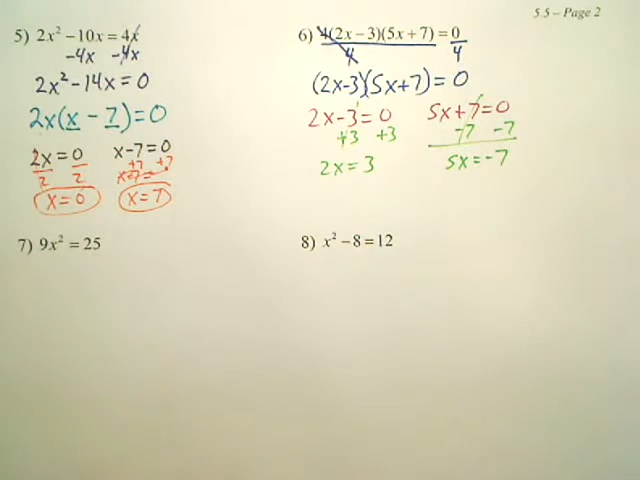 5.5 – Page 2
5) 2x² – 10x = 4x
–4x –4x
2x² – 14x = 0
2x(x – 7) = 0
2x = 0 x – 7 = 0
2 2 +7 +7
x = 0 x = 7
6) 4(2x – 3)(5x + 7) = 0
4 4
(2x–3)(5x+7) = 0
2x – 3 = 0 5x + 7 = 0
+3 +3 –7 –7
2x = 3 5x = –7
7) 9x² = 25
8) x² – 8 = 12